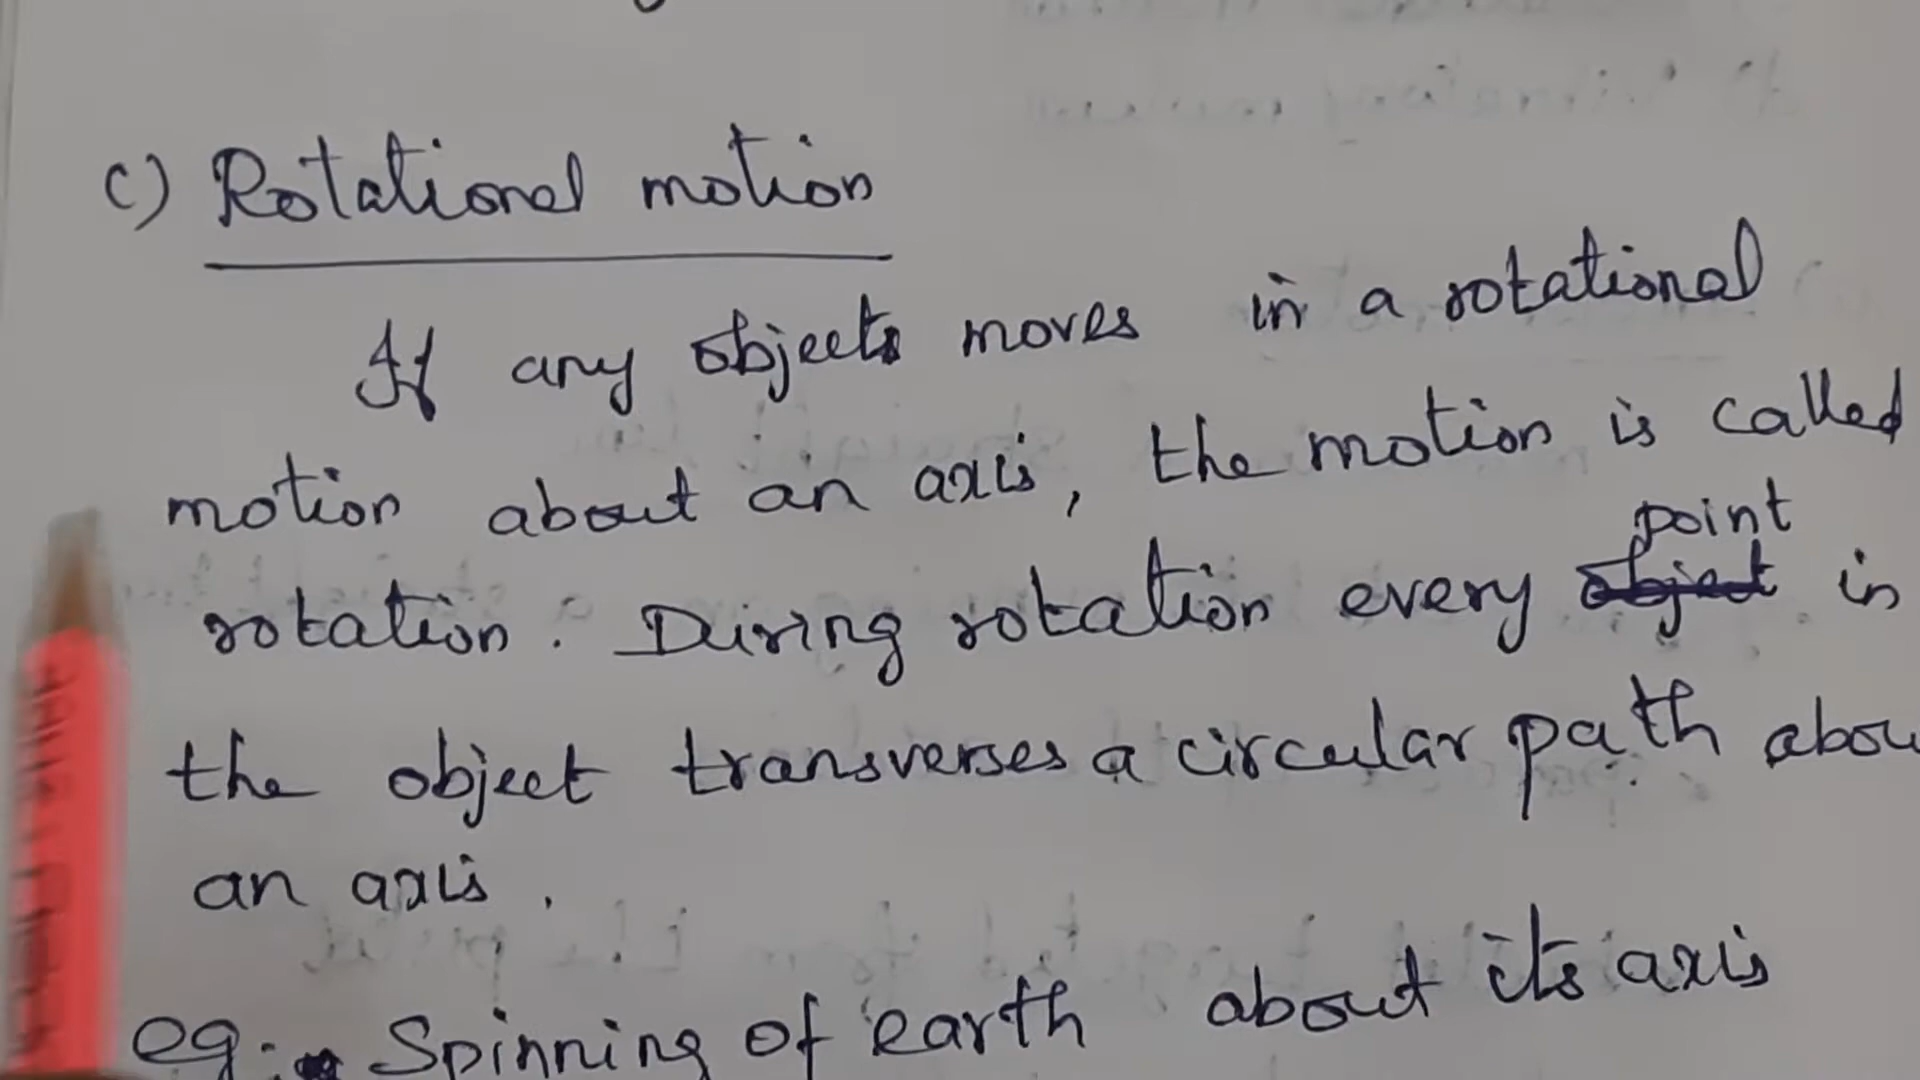 c) Rotational motion
If any objects moves in a rotational
motion about an axis, the motion is called
point
rotation. During rotation every object in
the object transverses a circular path abou
an axis.
eg:- Spinning of earth about its axis